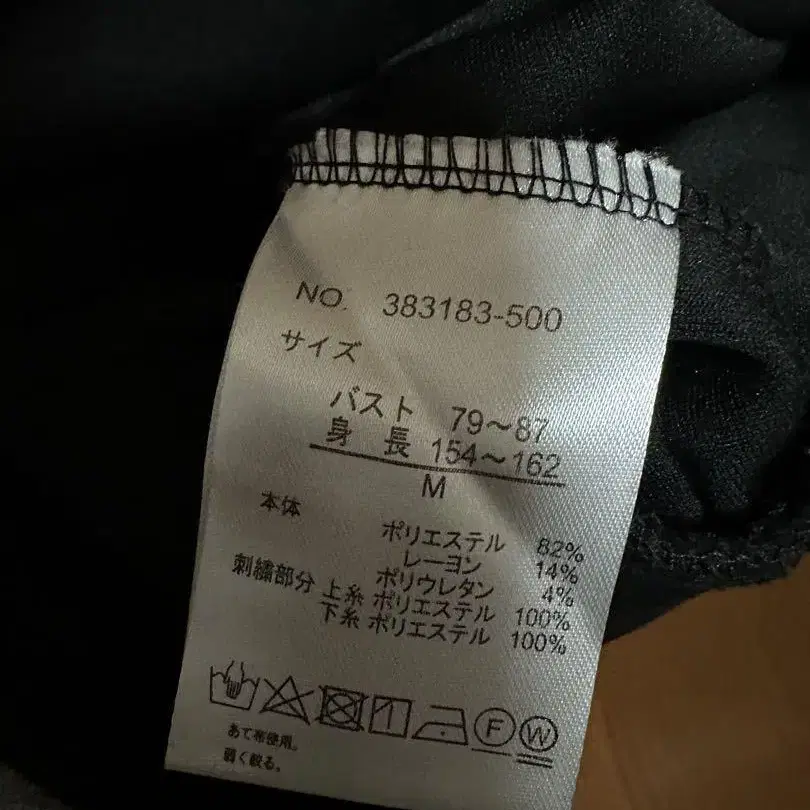 NO. 383183-500
サイズ
バスト 79～87
身 長 154～162
M
本体
ポリエステル 82%
レーヨン 14%
ポリウレタン 4%
刺繍部分 上糸 ポリエステル 100%
下糸 ポリエステル 100%
F W
あて布使用。
弱く絞る。